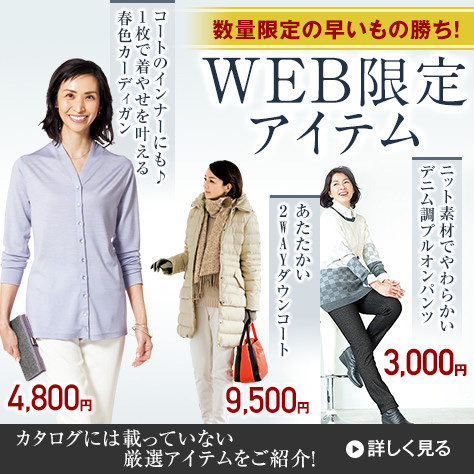 数量限定の早いもの勝ち!
WEB限定
アイテム
コートのインナーにも♪
1枚で着やせを叶える
春色カーディガン
4,800円
あたたかい
2WAYダウンコート
9,500円
ニット素材でやわらかい
デニム調プルオンパンツ
3,000円
カタログには載っていない
厳選アイテムをご紹介!
詳しく見る